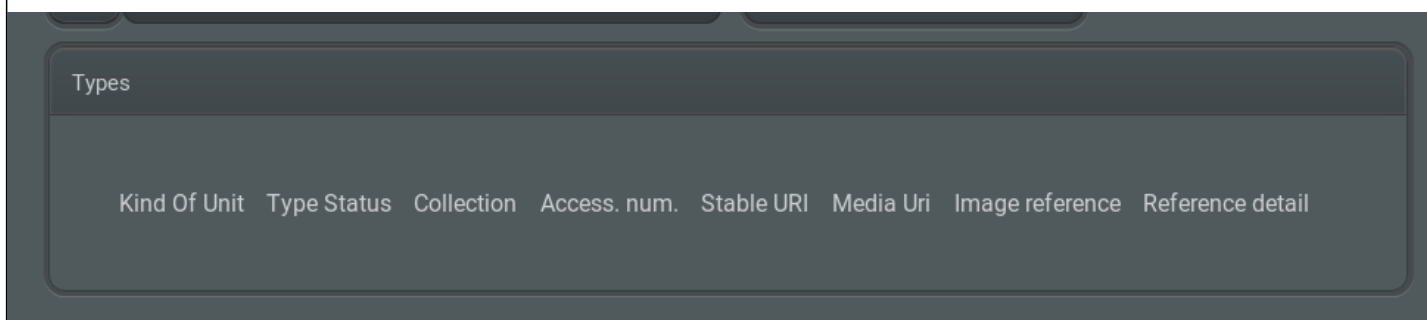 Types
Kind Of Unit Type Status Collection Access. num. Stable URI Media Uri Image reference Reference detail